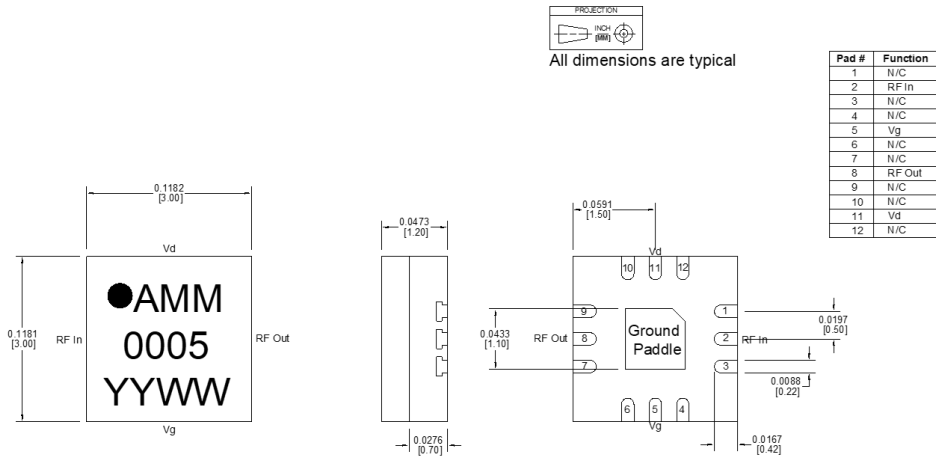 PROJECTION
INCH
[MM]
All dimensions are typical
Pad # Function
1 N/C
2 RF In
3 N/C
4 N/C
5 Vg
6 N/C
7 N/C
8 RF Out
9 N/C
10 N/C
11 Vd
12 N/C
0.1182
[3.00]
Vd
0.1181
[3.00]
RF In
AMM
0005
YYWW
RF Out
Vg
0.0473
[1.20]
0.0276
[0.70]
0.0591
[1.50]
Vd
10 11 12
0.0433
[1.10]
RF Out
9
8
7
Ground
Paddle
1
2
3
RF In
0.0197
[0.50]
0.0088
[0.22]
6 5 4
Vg
0.0167
[0.42]